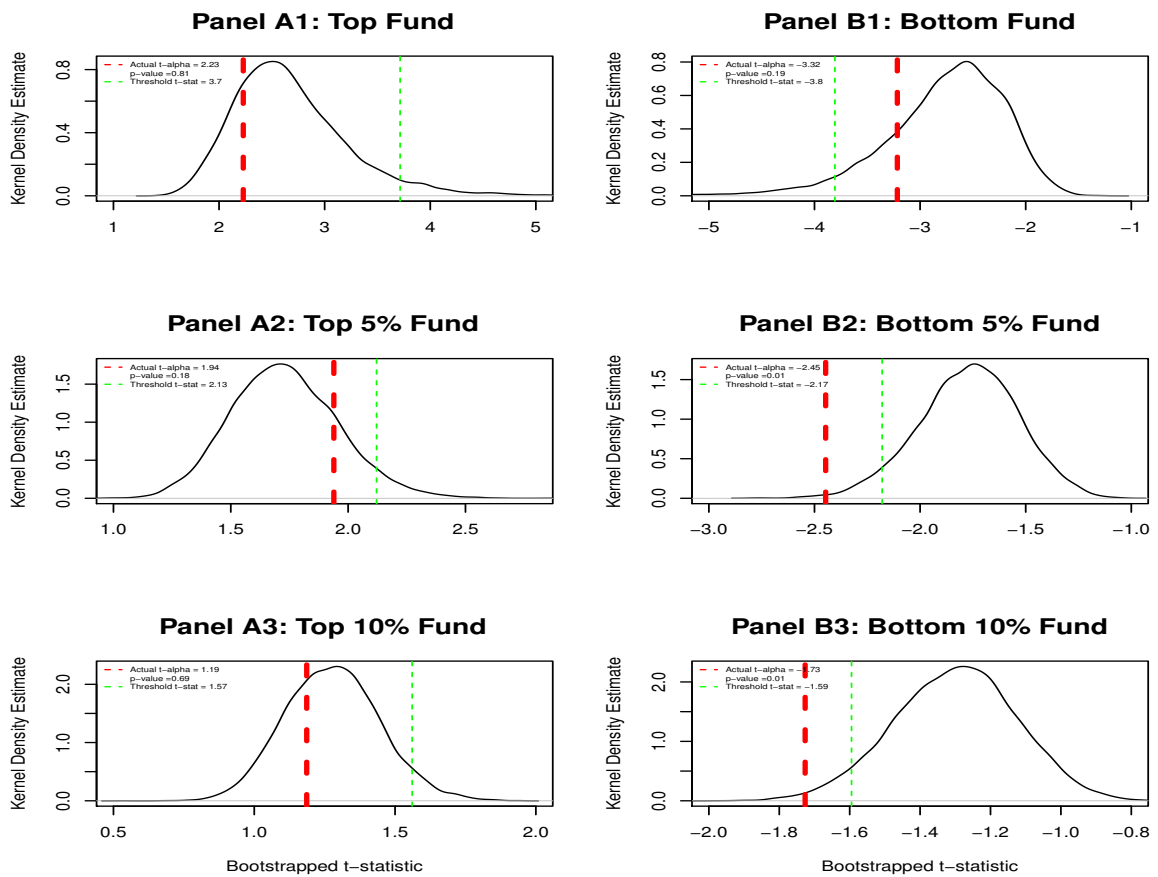 Panel A1: Top Fund
Kernel Density Estimate
0.0 0.4 0.8
Actual t−alpha = 2.23
p−value =0.81
Threshold t−stat = 3.7
1 2 3 4 5
Panel B1: Bottom Fund
Kernel Density Estimate
0.0 0.2 0.4 0.6 0.8
Actual t−alpha = −3.32
p−value =0.19
Threshold t−stat = −3.8
−5 −4 −3 −2 −1
Panel A2: Top 5% Fund
Kernel Density Estimate
0.0 0.5 1.0 1.5
Actual t−alpha = 1.94
p−value =0.18
Threshold t−stat = 2.13
1.0 1.5 2.0 2.5
Panel B2: Bottom 5% Fund
Kernel Density Estimate
0.0 0.5 1.0 1.5
Actual t−alpha = −2.45
p−value =0.01
Threshold t−stat = −2.17
−3.0 −2.5 −2.0 −1.5 −1.0
Panel A3: Top 10% Fund
Kernel Density Estimate
0.0 1.0 2.0
Actual t−alpha = 1.19
p−value =0.69
Threshold t−stat = 1.57
0.5 1.0 1.5 2.0
Bootstrapped t−statistic
Panel B3: Bottom 10% Fund
Kernel Density Estimate
0.0 1.0 2.0
Actual t−alpha = −1.73
p−value =0.01
Threshold t−stat = −1.59
−2.0 −1.8 −1.6 −1.4 −1.2 −1.0 −0.8
Bootstrapped t−statistic